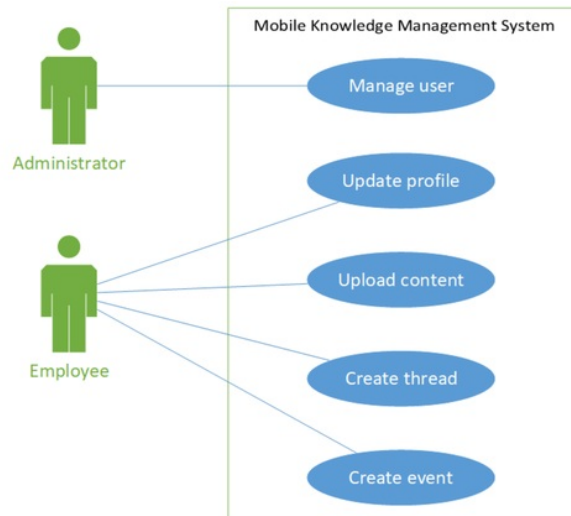 Mobile Knowledge Management System
Manage user
Administrator
Update profile
Upload content
Employee
Create thread
Create event